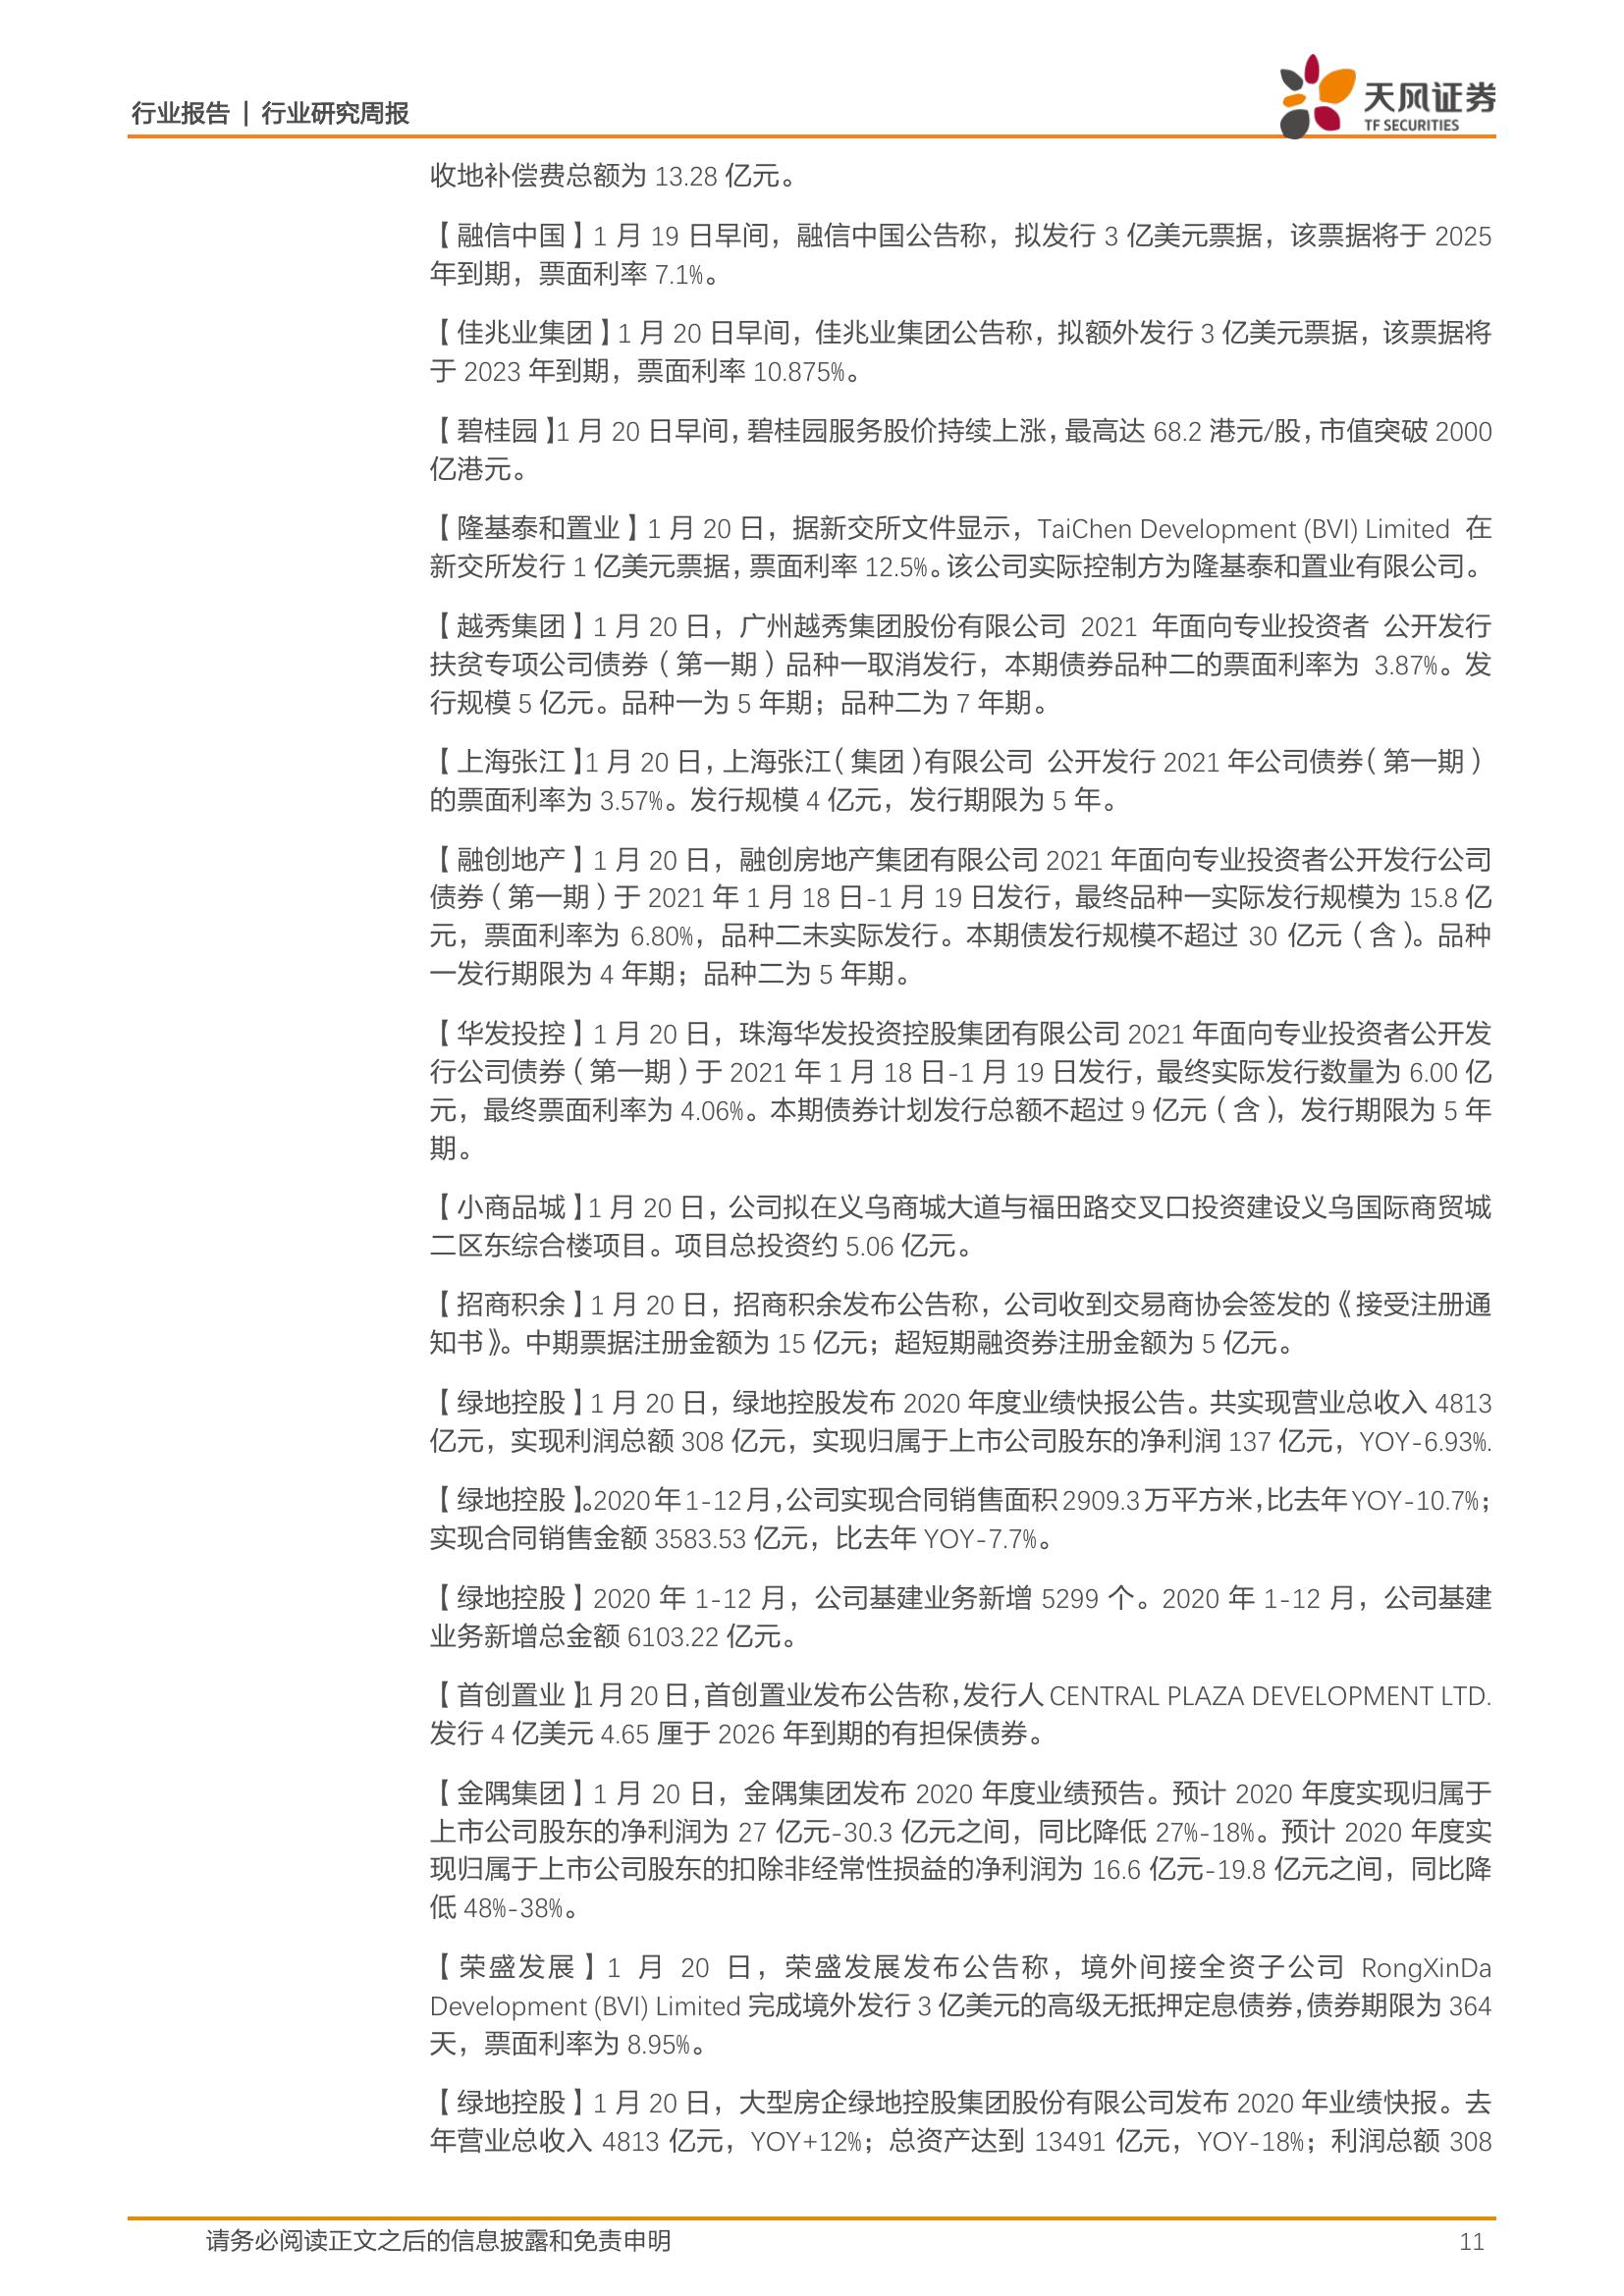 行业报告 | 行业研究周报
天风证券
TF SECURITIES
收地补偿费总额为 13.28 亿元。
【融信中国】1 月 19 日早间，融信中国公告称，拟发行 3 亿美元票据，该票据将于 2025
年到期，票面利率 7.1%。
【佳兆业集团】1 月 20 日早间，佳兆业集团公告称，拟额外发行 3 亿美元票据，该票据将
于 2023 年到期，票面利率 10.875%。
【碧桂园】1 月 20 日早间，碧桂园服务股价持续上涨，最高达 68.2 港元/股，市值突破 2000
亿港元。
【隆基泰和置业】1 月 20 日，据新交所文件显示，TaiChen Development (BVI) Limited 在
新交所发行 1 亿美元票据，票面利率 12.5%。该公司实际控制方为隆基泰和置业有限公司。
【越秀集团】1 月 20 日，广州越秀集团股份有限公司 2021 年面向专业投资者 公开发行
扶贫专项公司债券（第一期）品种一取消发行，本期债券品种二的票面利率为 3.87%。发
行规模 5 亿元。品种一为 5 年期；品种二为 7 年期。
【上海张江】1 月 20 日，上海张江（集团）有限公司 公开发行 2021 年公司债券（第一期）
的票面利率为 3.57%。发行规模 4 亿元，发行期限为 5 年。
【融创地产】1 月 20 日，融创房地产集团有限公司 2021 年面向专业投资者公开发行公司
债券（第一期）于 2021 年 1 月 18 日-1 月 19 日发行，最终品种一实际发行规模为 15.8 亿
元，票面利率为 6.80%，品种二未实际发行。本期债发行规模不超过 30 亿元（含）。品种
一发行期限为 4 年期；品种二为 5 年期。
【华发投控】1 月 20 日，珠海华发投资控股集团有限公司 2021 年面向专业投资者公开发
行公司债券（第一期）于 2021 年 1 月 18 日-1 月 19 日发行，最终实际发行数量为 6.00 亿
元，最终票面利率为 4.06%。本期债券计划发行总额不超过 9 亿元（含），发行期限为 5 年
期。
【小商品城】1 月 20 日，公司拟在义乌商城大道与福田路交叉口投资建设义乌国际商贸城
二区东综合楼项目。项目总投资约 5.06 亿元。
【招商积余】1 月 20 日，招商积余发布公告称，公司收到交易商协会签发的《接受注册通
知书》。中期票据注册金额为 15 亿元；超短期融资券注册金额为 5 亿元。
【绿地控股】1 月 20 日，绿地控股发布 2020 年度业绩快报公告。共实现营业总收入 4813
亿元，实现利润总额 308 亿元，实现归属于上市公司股东的净利润 137 亿元，YOY-6.93%.
【绿地控股】。2020 年 1-12 月，公司实现合同销售面积 2909.3 万平方米，比去年 YOY-10.7%；
实现合同销售金额 3583.53 亿元，比去年 YOY-7.7%。
【绿地控股】2020 年 1-12 月，公司基建业务新增 5299 个。2020 年 1-12 月，公司基建
业务新增总金额 6103.22 亿元。
【首创置业】1 月 20 日，首创置业发布公告称，发行人 CENTRAL PLAZA DEVELOPMENT LTD.
发行 4 亿美元 4.65 厘于 2026 年到期的有担保债券。
【金隅集团】1 月 20 日，金隅集团发布 2020 年度业绩预告。预计 2020 年度实现归属于
上市公司股东的净利润为 27 亿元-30.3 亿元之间，同比降低 27%-18%。预计 2020 年度实
现归属于上市公司股东的扣除非经常性损益的净利润为 16.6 亿元-19.8 亿元之间，同比降
低 48%-38%。
【荣盛发展】1 月 20 日，荣盛发展发布公告称，境外间接全资子公司 RongXinDa
Development (BVI) Limited 完成境外发行 3 亿美元的高级无抵押定息债券，债券期限为 364
天，票面利率为 8.95%。
【绿地控股】1 月 20 日，大型房企绿地控股集团股份有限公司发布 2020 年业绩快报。去
年营业总收入 4813 亿元，YOY+12%；总资产达到 13491 亿元，YOY-18%；利润总额 308
请务必阅读正文之后的信息披露和免责申明
11